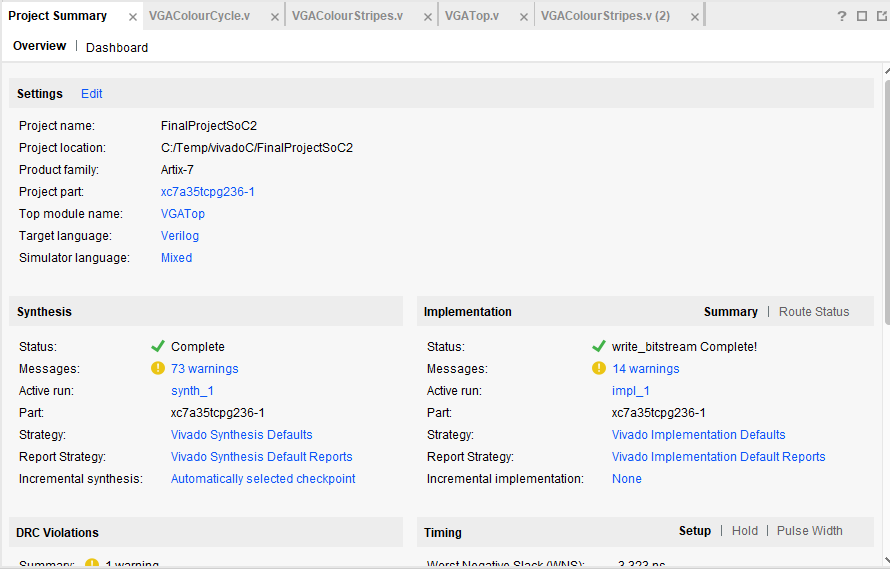 Project Summary × VGAColourCycle.v × VGAColourStripes.v × VGATop.v × VGAColourStripes.v (2) × ?
Overview | Dashboard
Settings Edit
Project name: FinalProjectSoC2
Project location: C:/Temp/vivadoC/FinalProjectSoC2
Product family: Artix-7
Project part: xc7a35tcpg236-1
Top module name: VGATop
Target language: Verilog
Simulator language: Mixed
Synthesis
Status: Complete
Messages: 73 warnings
Active run: synth_1
Part: xc7a35tcpg236-1
Strategy: Vivado Synthesis Defaults
Report Strategy: Vivado Synthesis Default Reports
Incremental synthesis: Automatically selected checkpoint
Implementation Summary | Route Status
Status: write_bitstream Complete!
Messages: 14 warnings
Active run: impl_1
Part: xc7a35tcpg236-1
Strategy: Vivado Implementation Defaults
Report Strategy: Vivado Implementation Default Reports
Incremental implementation: None
DRC Violations
Summary: 1 warning
Timing Setup | Hold | Pulse Width
Worst Negative Slack (WNS): 3.323 ns